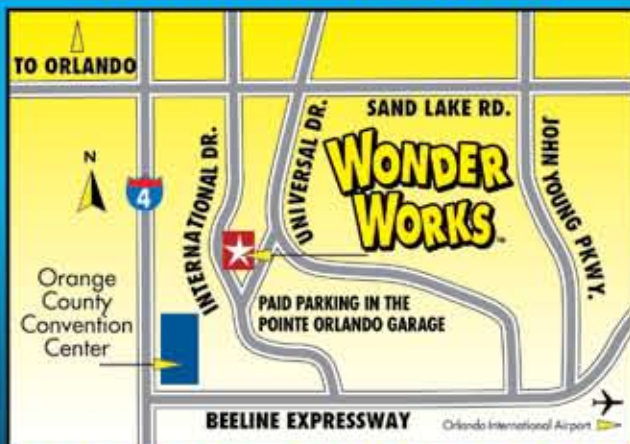 TO ORLANDO
N
4
INTERNATIONAL DR.
UNIVERSAL DR.
SAND LAKE RD.
JOHN YOUNG PKWY.
WONDER
WORKS™
Orange
County
Convention
Center
PAID PARKING IN THE
POINTE ORLANDO GARAGE
BEELINE EXPRESSWAY
Orlando International Airport